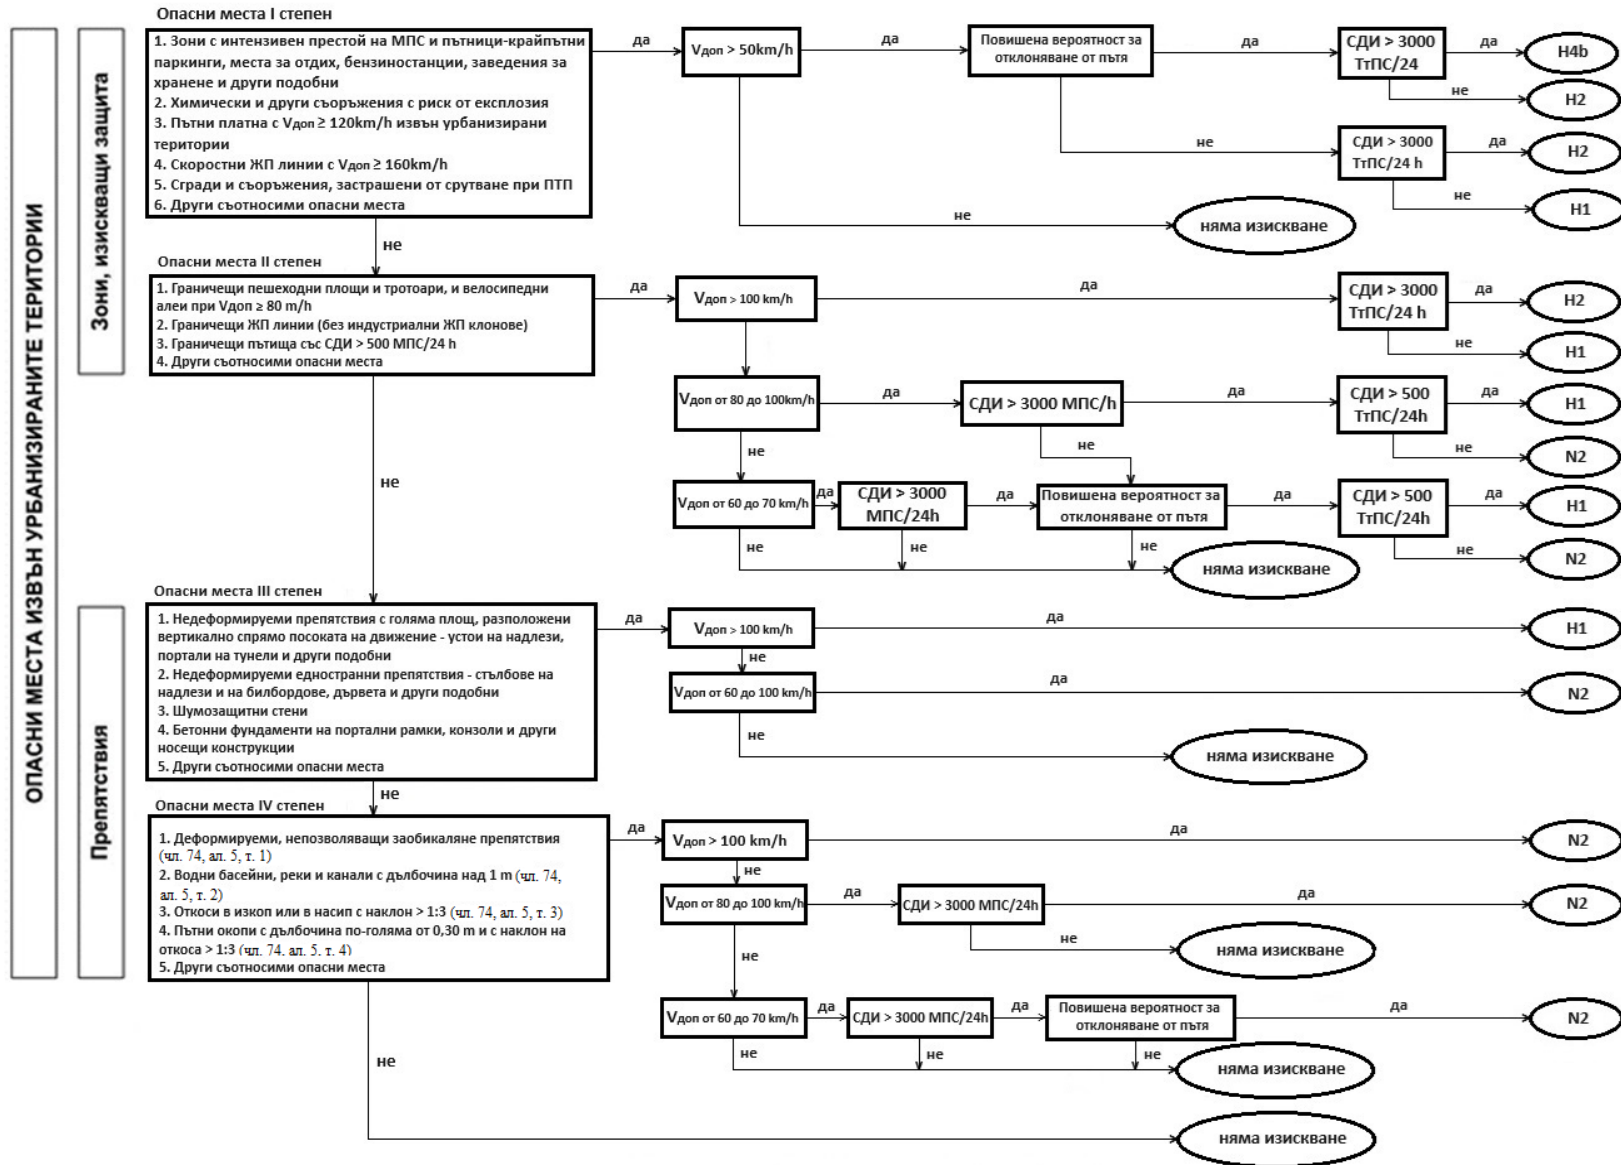 ОПАСНИ МЕСТА ИЗВЪН УРБАНИЗИРАНИТЕ ТЕРИТОРИИ
Зони, изискващи защита
Опасни места I степен
1. Зони с интензивен престой на МПС и пътници-крайпътни
паркинги, места за отдих, бензиностанции, заведения за
хранене и други подобни
2. Химически и други съоръжения с риск от експлозия
3. Пътни платна с Vдоп ≥ 120km/h извън урбанизирани
територии
4. Скоростни ЖП линии с Vдоп ≥ 160km/h
5. Сгради и съоръжения, застрашени от срутване при ПТП
6. Други съотносими опасни места
да
Vдоп > 50km/h
да
Повишена вероятност за
отклоняване от пътя
да
СДИ > 3000
ТтПС/24
да
H4b
не
H2
не
СДИ > 3000
ТтПС/24 h
да
H2
не
H1
не
няма изискване
не
Опасни места II степен
1. Граничещи пешеходни площи и тротоари, и велосипедни
алеи при Vдоп ≥ 80 m/h
2. Граничещи ЖП линии (без индустриални ЖП клонове)
3. Граничещи пътища със СДИ > 500 МПС/24 h
4. Други съотносими опасни места
да
Vдоп > 100 km/h
да
СДИ > 3000
ТтПС/24 h
да
H2
не
H1
Vдоп от 80 до 100km/h
да
СДИ > 3000 МПС/h
да
СДИ > 500
ТтПС/24h
да
H1
не
N2
не
не
Vдоп от 60 до 70 km/h
да
СДИ > 3000
МПС/24h
да
Повишена вероятност за
отклоняване от пътя
да
СДИ > 500
ТтПС/24h
да
H1
не
N2
не
не
не
няма изискване
не
Препятствия
Опасни места III степен
1. Недеформируеми препятствия с голяма площ, разположени
вертикално спрямо посоката на движение - устои на надлези,
портали на тунели и други подобни
2. Недеформируеми едностранни препятствия - стълбове на
надлези и на билбордове, дървета и други подобни
3. Шумозащитни стени
4. Бетонни фундаменти на портални рамки, конзоли и други
носещи конструкции
5. Други съотносими опасни места
да
Vдоп > 100 km/h
да
H1
не
Vдоп от 60 до 100 km/h
да
N2
не
няма изискване
не
Опасни места IV степен
1. Деформируеми, непозволяващи заобикаляне препятствия
(чл. 74, ал. 5, т. 1)
2. Водни басейни, реки и канали с дълбочина над 1 m (чл. 74,
ал. 5, т. 2)
3. Откоси в изкоп или в насип с наклон > 1:3 (чл. 74, ал. 5, т. 3)
4. Пътни окопи с дълбочина по-голяма от 0,30 m и с наклон на
откоса > 1:3 (чл. 74, ал. 5, т. 4)
5. Други съотносими опасни места
да
Vдоп > 100 km/h
да
N2
не
Vдоп от 80 до 100 km/h
да
СДИ > 3000 МПС/24h
да
N2
не
няма изискване
не
Vдоп от 60 до 70 km/h
да
СДИ > 3000 МПС/24h
да
Повишена вероятност за
отклоняване от пътя
да
N2
не
не
не
няма изискване
не
няма изискване